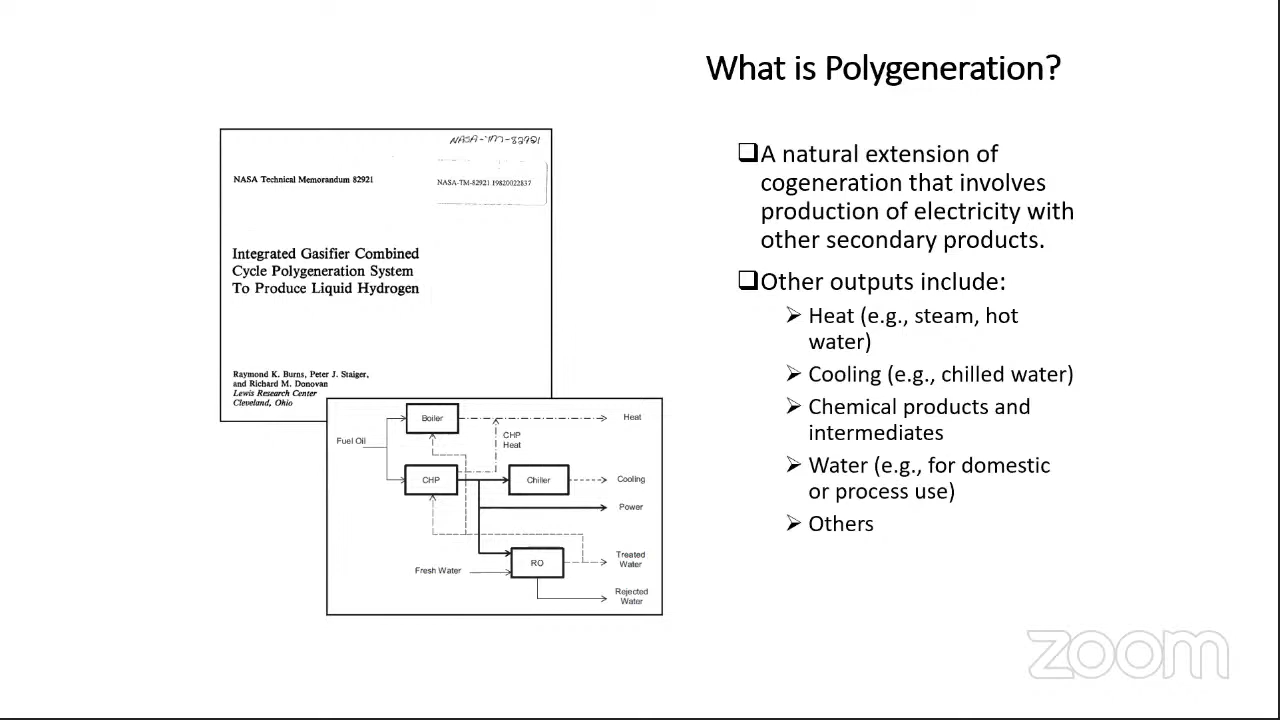 What is Polygeneration?
NASA-TM-82921
NASA Technical Memorandum 82921
NASA-TM-82921 19820022837
Integrated Gasifier Combined
Cycle Polygeneration System
To Produce Liquid Hydrogen
Raymond K. Burns, Peter J. Staiger,
and Richard M. Donovan
Lewis Research Center
Cleveland, Ohio
Boiler
Heat
Fuel Oil
CHP
Heat
CHP
Chiller
Cooling
Power
Fresh Water
RO
Treated
Water
Rejected
Water
A natural extension of
cogeneration that involves
production of electricity with
other secondary products.
Other outputs include:
Heat (e.g., steam, hot
water)
Cooling (e.g., chilled water)
Chemical products and
intermediates
Water (e.g., for domestic
or process use)
Others
zoom